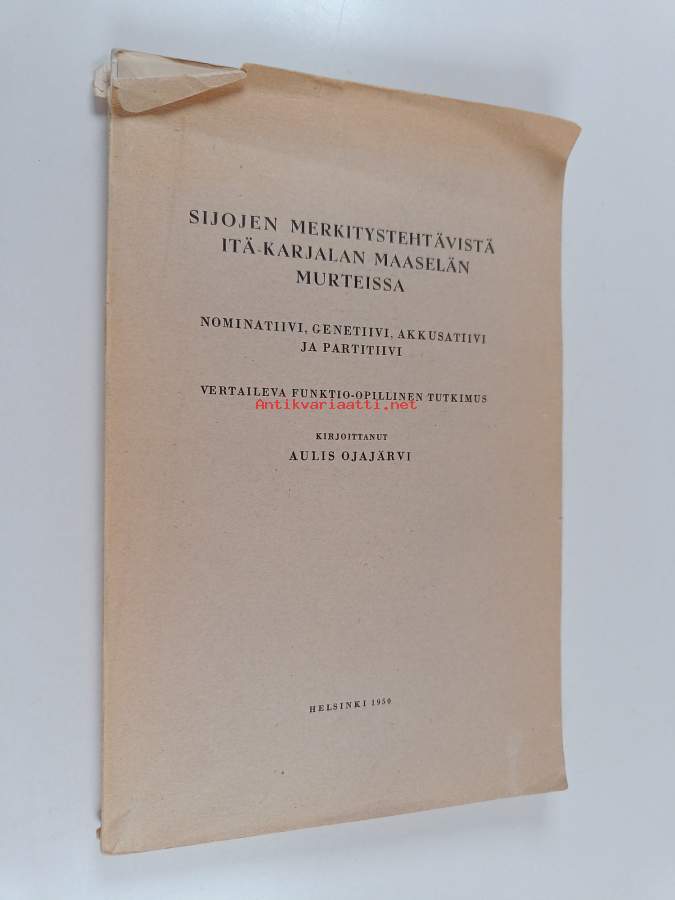 SIJOJEN MERKITYSTEHTÄVISTÄ
ITÄ-KARJALAN MAASELÄN
MURTEISSA
NOMINATIIVI, GENETIIVI, AKKUSATIIVI
JA PARTITIIVI
VERTAILEVA FUNKTIO-OPILLINEN TUTKIMUS
Antikvariaatti.net
KIRJOITTANUT
AULIS OJAJÄRVI
HELSINKI 1950